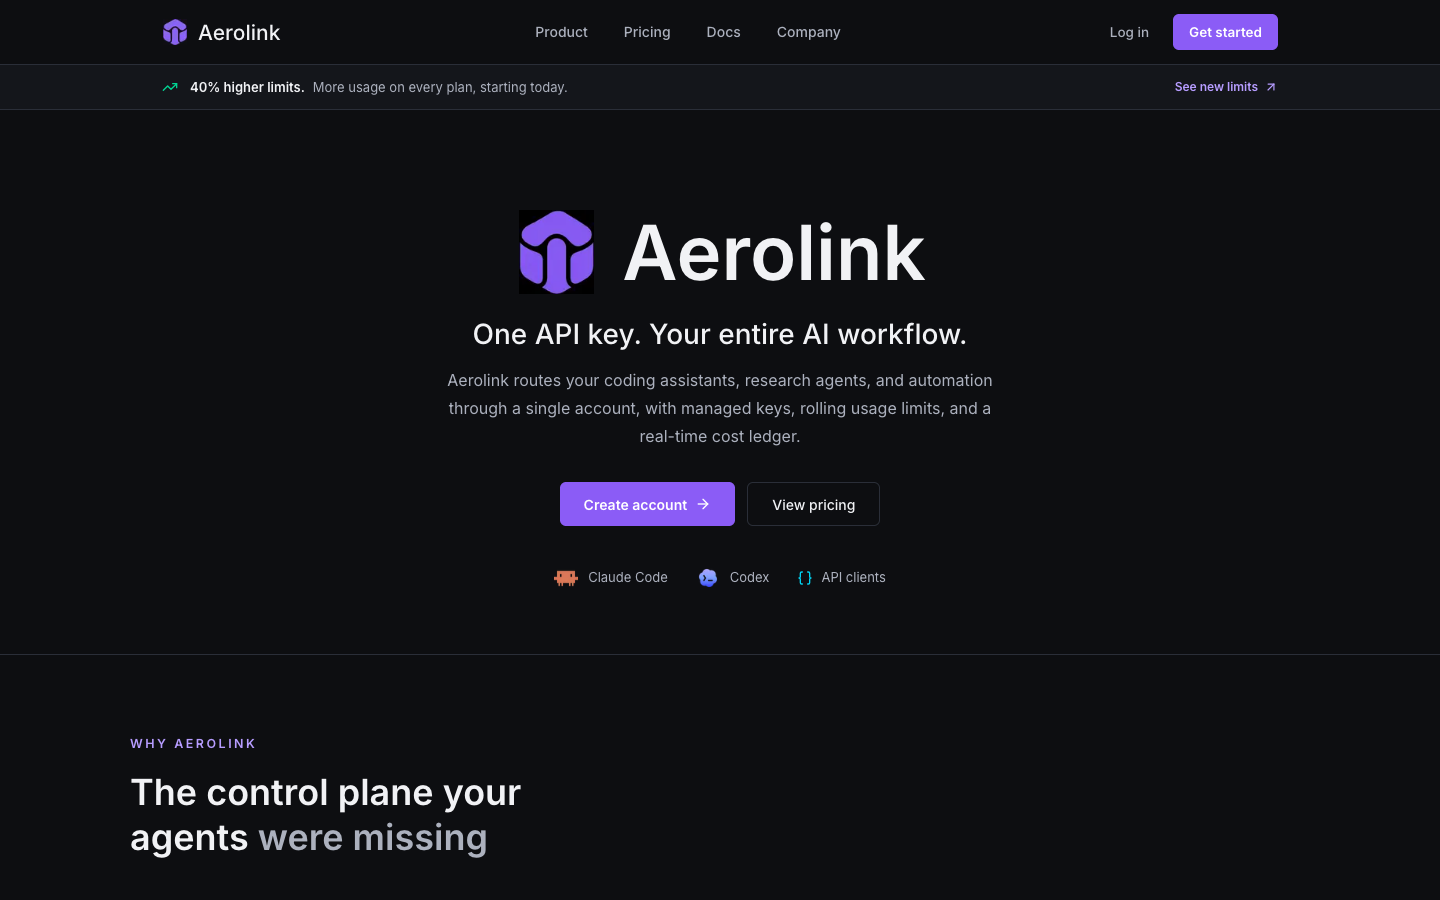 Aerolink
Product
Pricing
Docs
Company
Log in
Get started
40% higher limits. More usage on every plan, starting today.
See new limits
Aerolink
One API key. Your entire AI workflow.
Aerolink routes your coding assistants, research agents, and automation
through a single account, with managed keys, rolling usage limits, and a
real-time cost ledger.
Create account
View pricing
Claude Code
Codex
API clients
WHY AEROLINK
The control plane your
agents were missing